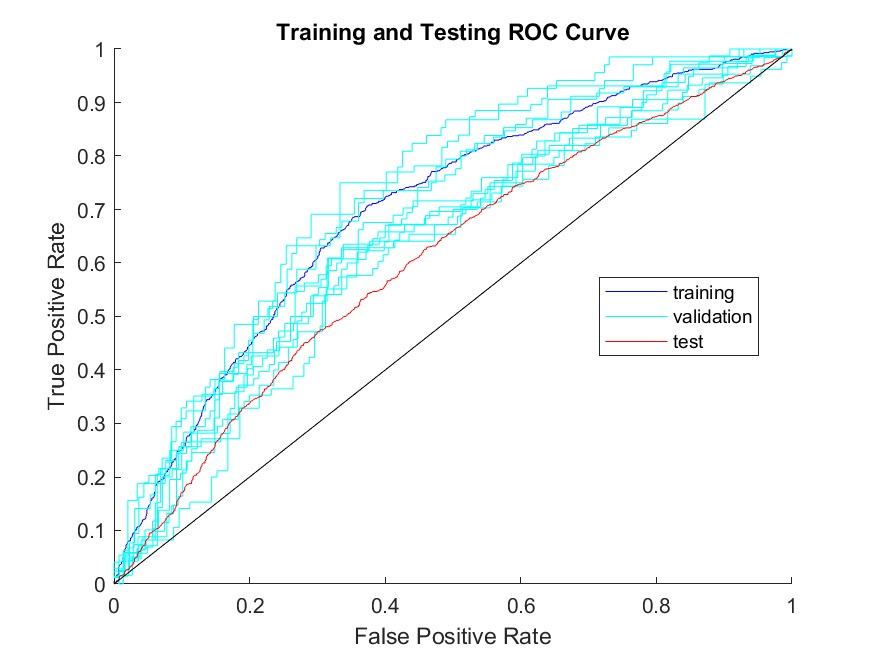 Training and Testing ROC Curve
1
0.9
0.8
0.7
0.6
0.5
0.4
0.3
0.2
0.1
0
True Positive Rate
training
validation
test
0 0.2 0.4 0.6 0.8 1
False Positive Rate